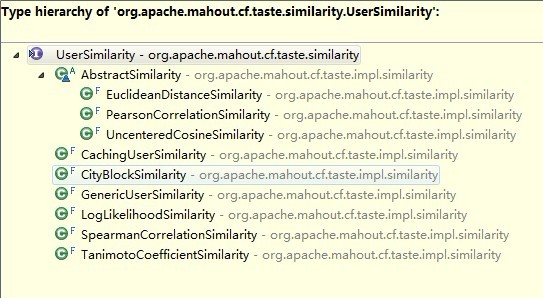 Type hierarchy of 'org.apache.mahout.cf.taste.similarity.UserSimilarity':
I UserSimilarity - org.apache.mahout.cf.taste.similarity
C A AbstractSimilarity - org.apache.mahout.cf.taste.impl.similarity
C F EuclideanDistanceSimilarity - org.apache.mahout.cf.taste.impl.similarity
C F PearsonCorrelationSimilarity - org.apache.mahout.cf.taste.impl.similarity
C F UncenteredCosineSimilarity - org.apache.mahout.cf.taste.impl.similarity
C F CachingUserSimilarity - org.apache.mahout.cf.taste.impl.similarity
C F CityBlockSimilarity - org.apache.mahout.cf.taste.impl.similarity
C F GenericUserSimilarity - org.apache.mahout.cf.taste.impl.similarity
C F LogLikelihoodSimilarity - org.apache.mahout.cf.taste.impl.similarity
C F SpearmanCorrelationSimilarity - org.apache.mahout.cf.taste.impl.similarity
C F TanimotoCoefficientSimilarity - org.apache.mahout.cf.taste.impl.similarity